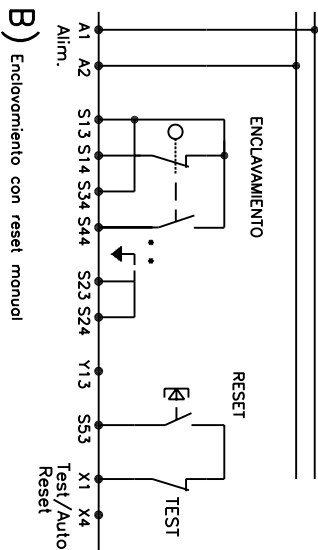 A1
A2
Alim.
S13
S14
S34
S44
S23
S24
Y13
S53
X1
X4
Test/Auto
Reset
ENCLAVAMIENTO
**
RESET
TEST
B) Enclavamiento con reset manual